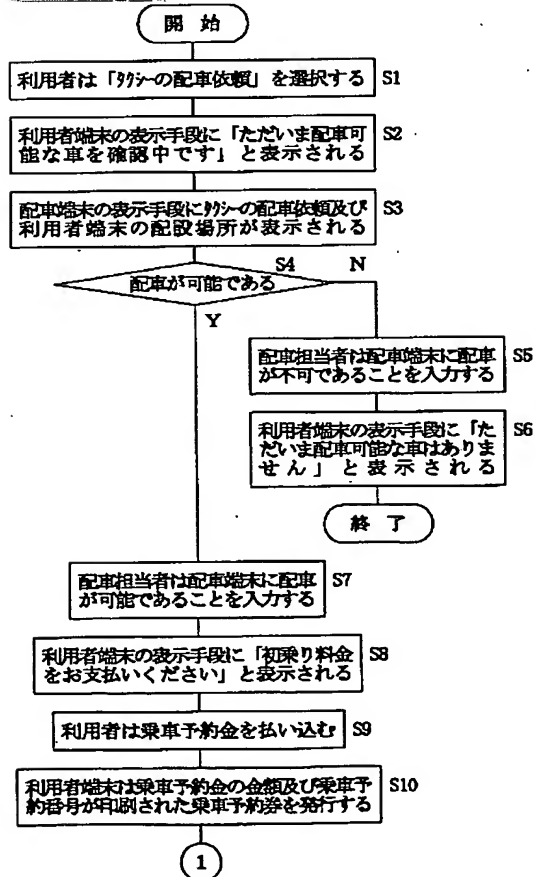 開 始
利用者は「ﾀｸｼｰの配車依頼」を選択する S1
利用者端末の表示手段に「ただいま配車可 S2
能な車を確認中です」と表示される
配車端末の表示手段にﾀｸｼｰの配車依頼及び S3
利用者端末の配設場所が表示される
S4 N
配車が可能である
Y
配車担当者は配車端末に配車 S5
が不可であることを入力する
利用者端末の表示手段に「た S6
だいま配車可能な車はありま
せん」と表示される
終 了
配車担当者は配車端末に配車 S7
が可能であることを入力する
利用者端末の表示手段に「初乗り料金 S8
をお支払いください」と表示される
利用者は乗車予約金を払い込む S9
利用者端末は乗車予約金の金額及び乗車予 S10
約番号が印刷された乗車予約券を発行する
1